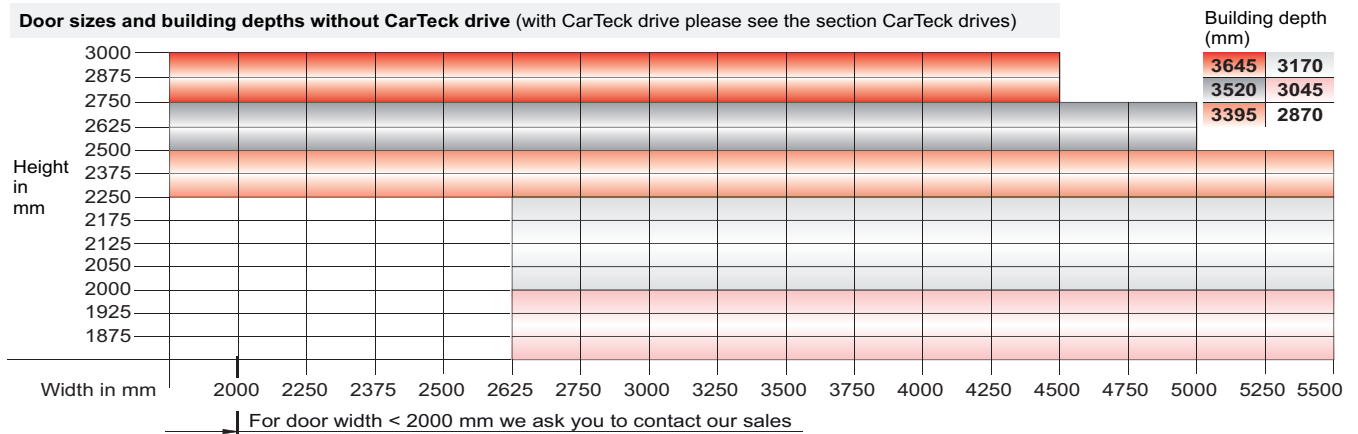 Door sizes and building depths without CarTeck drive (with CarTeck drive please see the section CarTeck drives)
Building depth
(mm)
3645 3170
3520 3045
3395 2870
3000
2875
2750
2625
2500
2375
2250
2175
2125
2050
2000
1925
1875
Height
in
mm
Width in mm 2000 2250 2375 2500 2625 2750 3000 3250 3500 3750 4000 4250 4500 4750 5000 5250 5500
For door width < 2000 mm we ask you to contact our sales